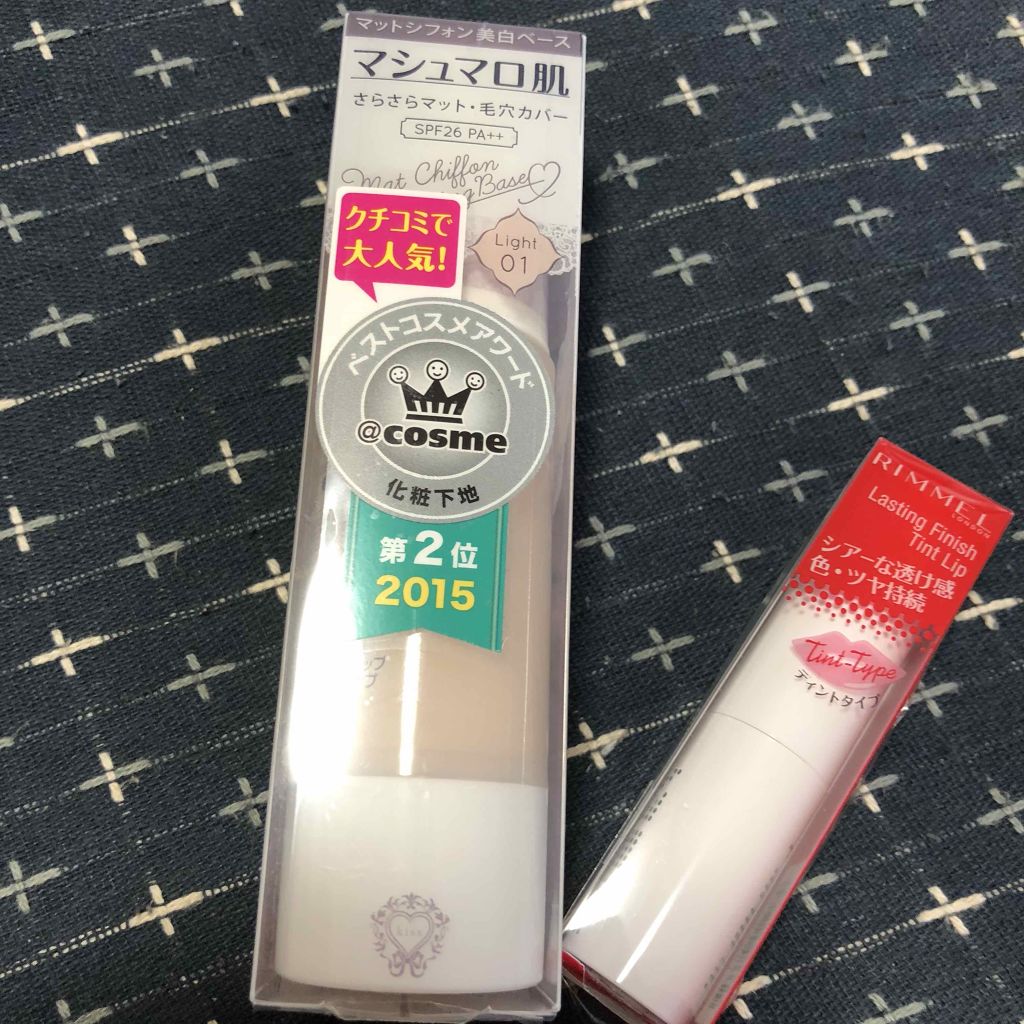 マットシフォン美白ベース
マシュマロ肌
さらさらマット・毛穴カバー
SPF26 PA++
Mat Chiffon
Base
クチコミで
大人気!
Light
01
ベストコスメアワード
@cosme
化粧下地
第2位
2015
kiss
RIMMEL
LONDON
Lasting Finish
Tint Lip
シアーな透け感
色・ツヤ持続
Tint-Type
ティントタイプ